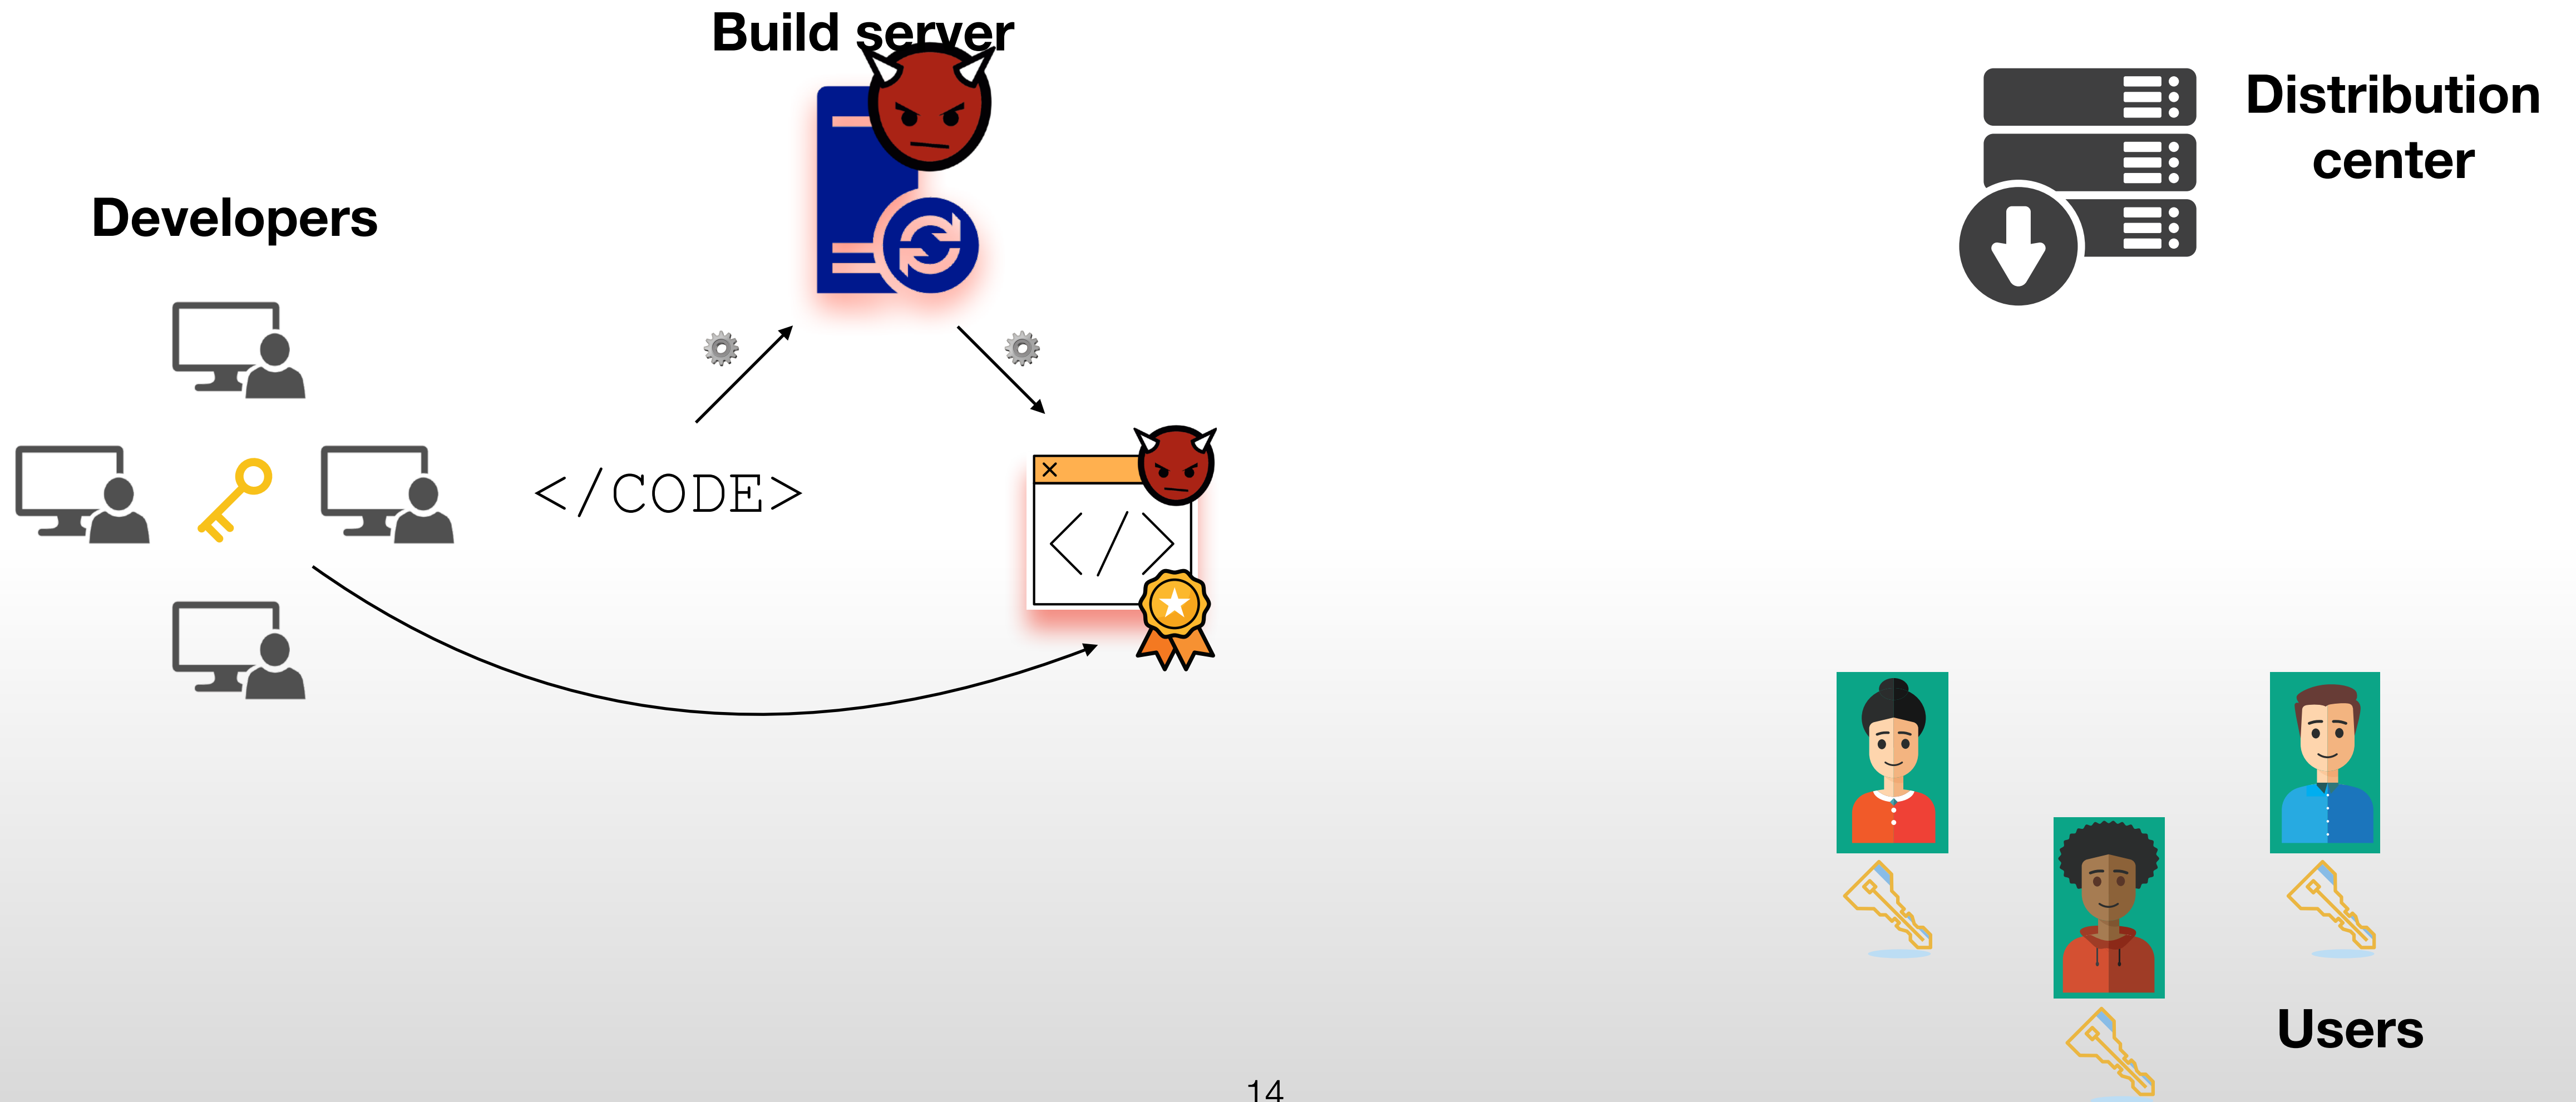 Build server
Distribution
center
Developers
</CODE>
</>
Users
14